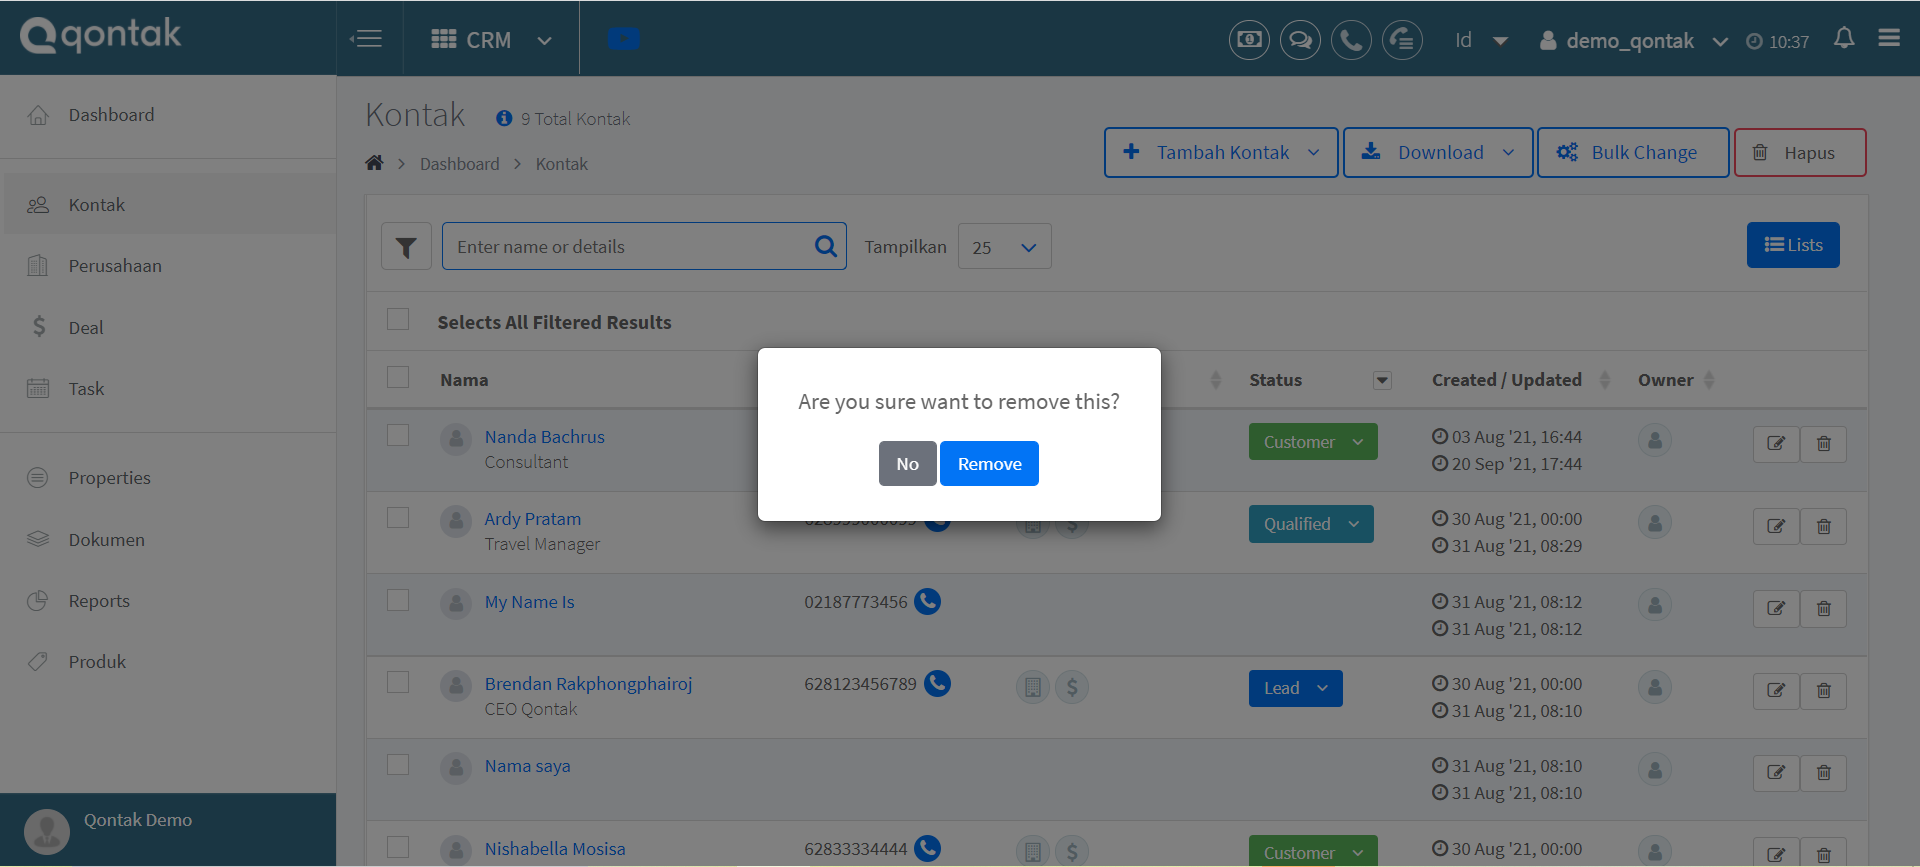 qontak
CRM
Id
demo_qontak
10:37
Dashboard
Kontak
Perusahaan
Deal
Task
Properties
Dokumen
Reports
Produk
Qontak Demo
Kontak
9 Total Kontak
Dashboard
Kontak
Tambah Kontak
Download
Bulk Change
Hapus
Enter name or details
Tampilkan
25
Lists
Selects All Filtered Results
Nama
Status
Created / Updated
Owner
Are you sure want to remove this?
No
Remove
Nanda Bachrus
Consultant
Customer
03 Aug '21, 16:44
20 Sep '21, 17:44
Ardy Pratam
Travel Manager
Qualified
30 Aug '21, 00:00
31 Aug '21, 08:29
My Name Is
02187773456
31 Aug '21, 08:12
31 Aug '21, 08:12
Brendan Rakphongphairoj
CEO Qontak
628123456789
Lead
30 Aug '21, 00:00
31 Aug '21, 08:10
Nama saya
31 Aug '21, 08:10
31 Aug '21, 08:10
Nishabella Mosisa
62833334444
Customer
30 Aug '21, 00:00